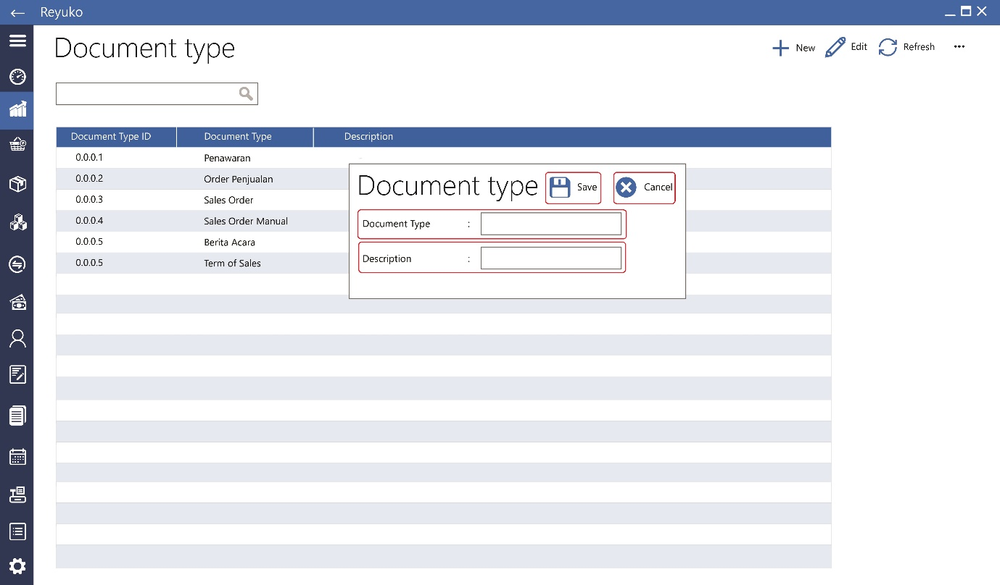 Reyuko
Document type
New
Edit
Refresh
Document Type ID
Document Type
Description
0.0.0.1
Penawaran
-
0.0.0.2
Order Penjualan
0.0.0.3
Sales Order
0.0.0.4
Sales Order Manual
0.0.0.5
Berita Acara
0.0.0.5
Term of Sales
Document type
Save
Cancel
Document Type :
Description :